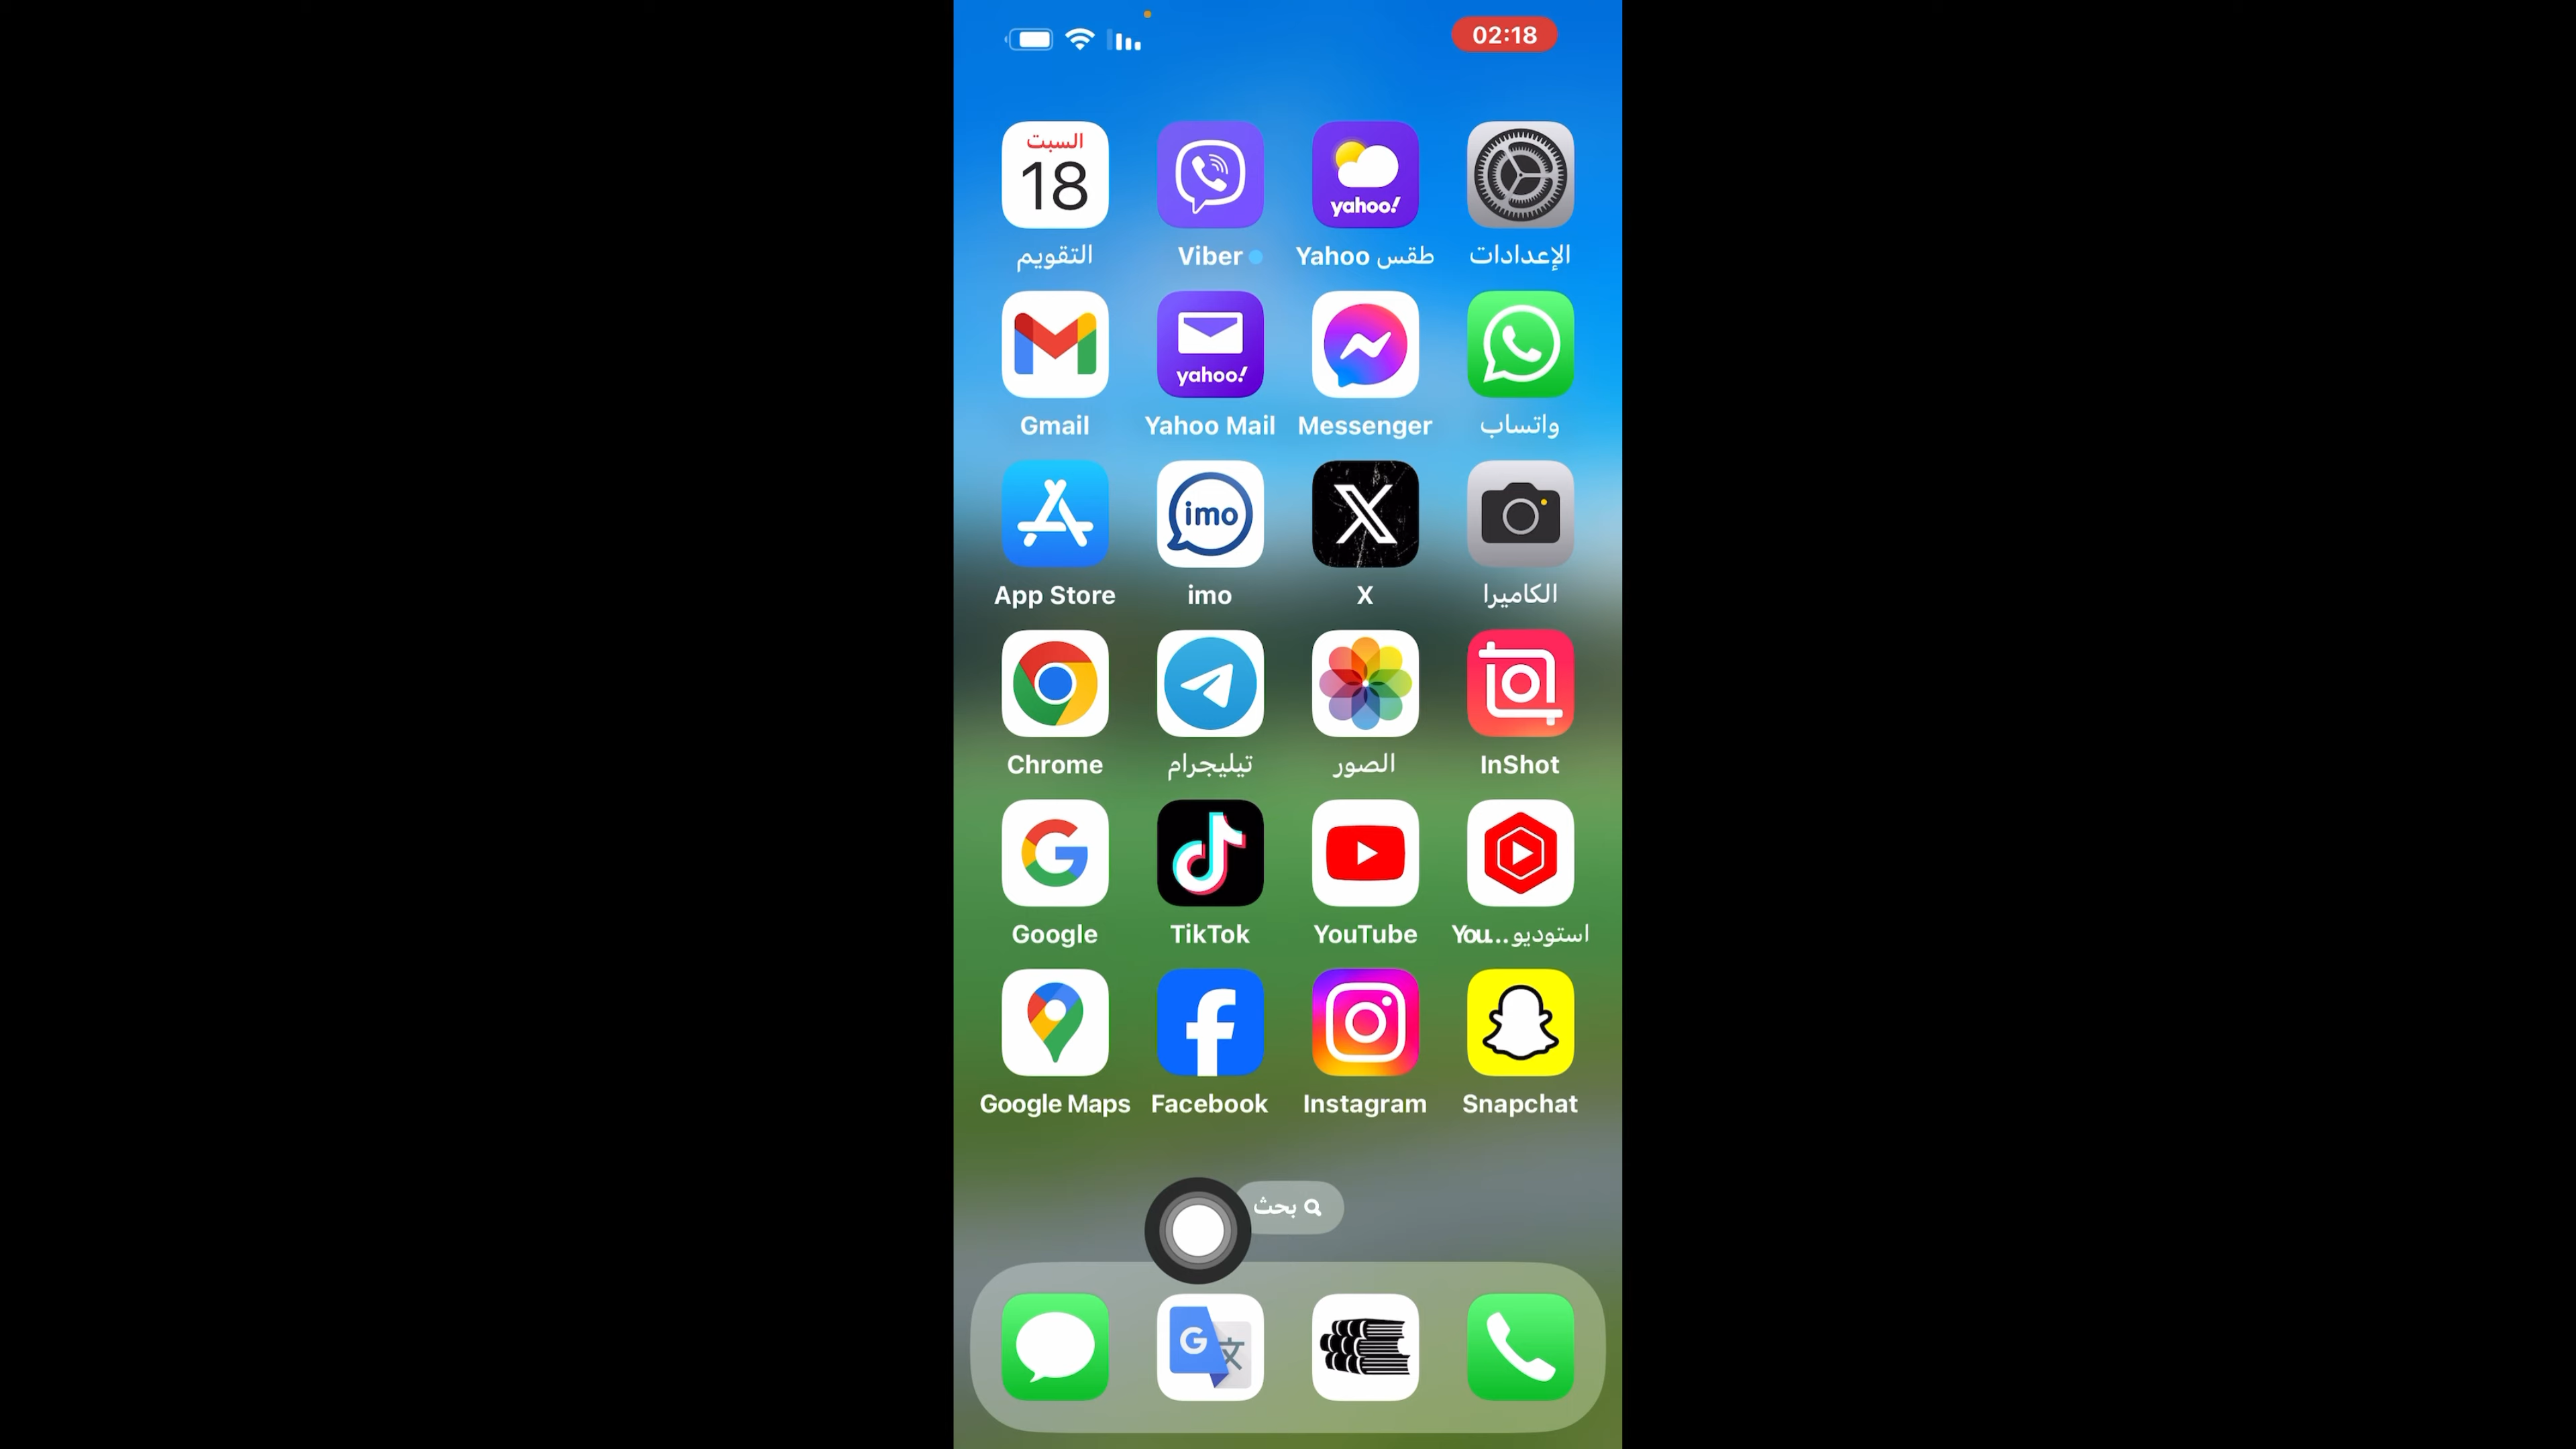 02:18
السبت
18
yahoo!
الإعدادات
طقس Yahoo
Viber
التقويم
yahoo!
واتساب
Messenger
Yahoo Mail
Gmail
imo
X
الكاميرا
X
imo
App Store
InShot
الصور
تيليجرام
Chrome
G
استوديو...You
YouTube
TikTok
Google
f
Snapchat
Instagram
Facebook
Google Maps
بحث
G
文